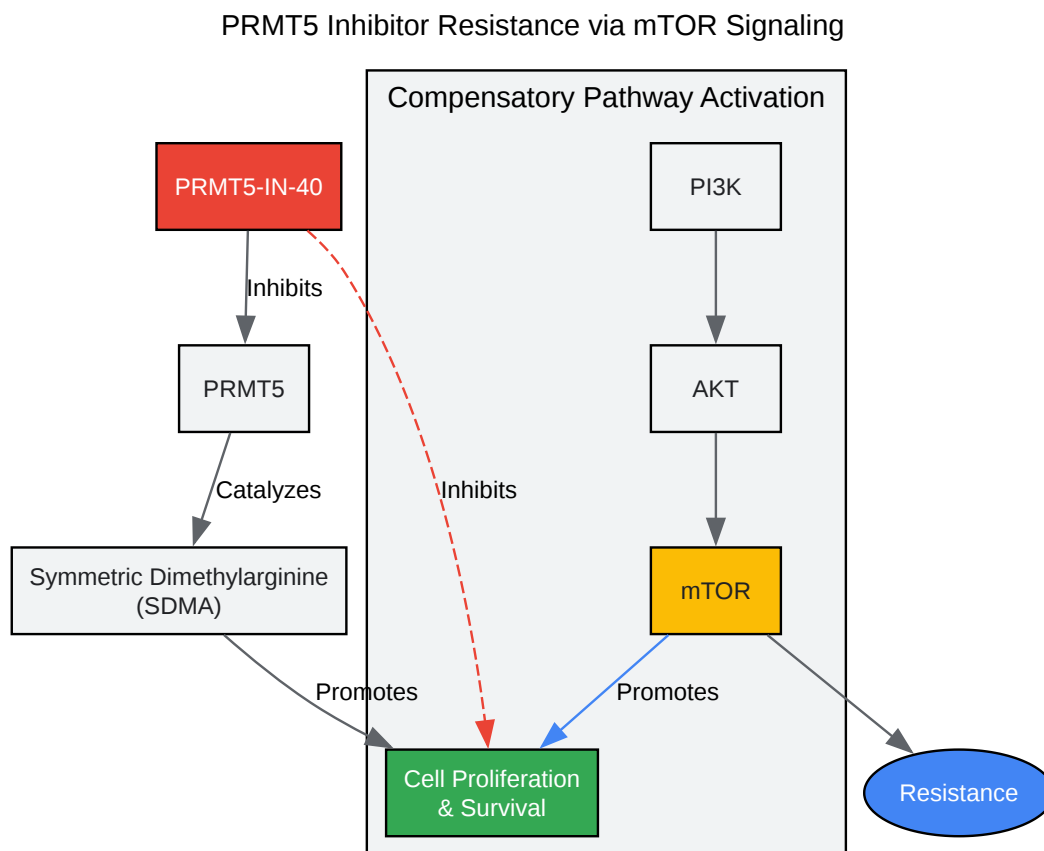 PRMT5 Inhibitor Resistance via mTOR Signaling
Compensatory Pathway Activation
PRMT5-IN-40
PI3K
Inhibits
PRMT5
AKT
Catalyzes
Inhibits
Symmetric Dimethylarginine
(SDMA)
mTOR
Promotes
Promotes
Cell Proliferation
& Survival
Resistance